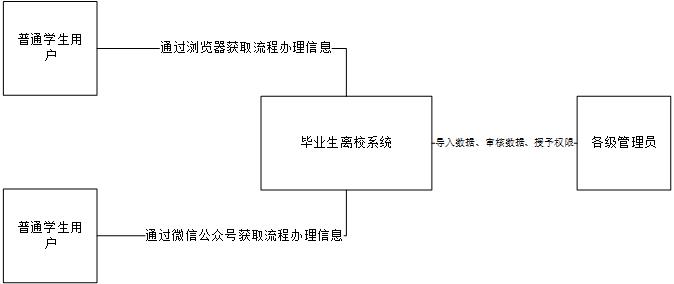 普通学生用
户
通过浏览器获取流程办理信息
毕业生离校系统
导入数据、审核数据、授予权限
各级管理员
普通学生用
户
通过微信公众号获取流程办理信息